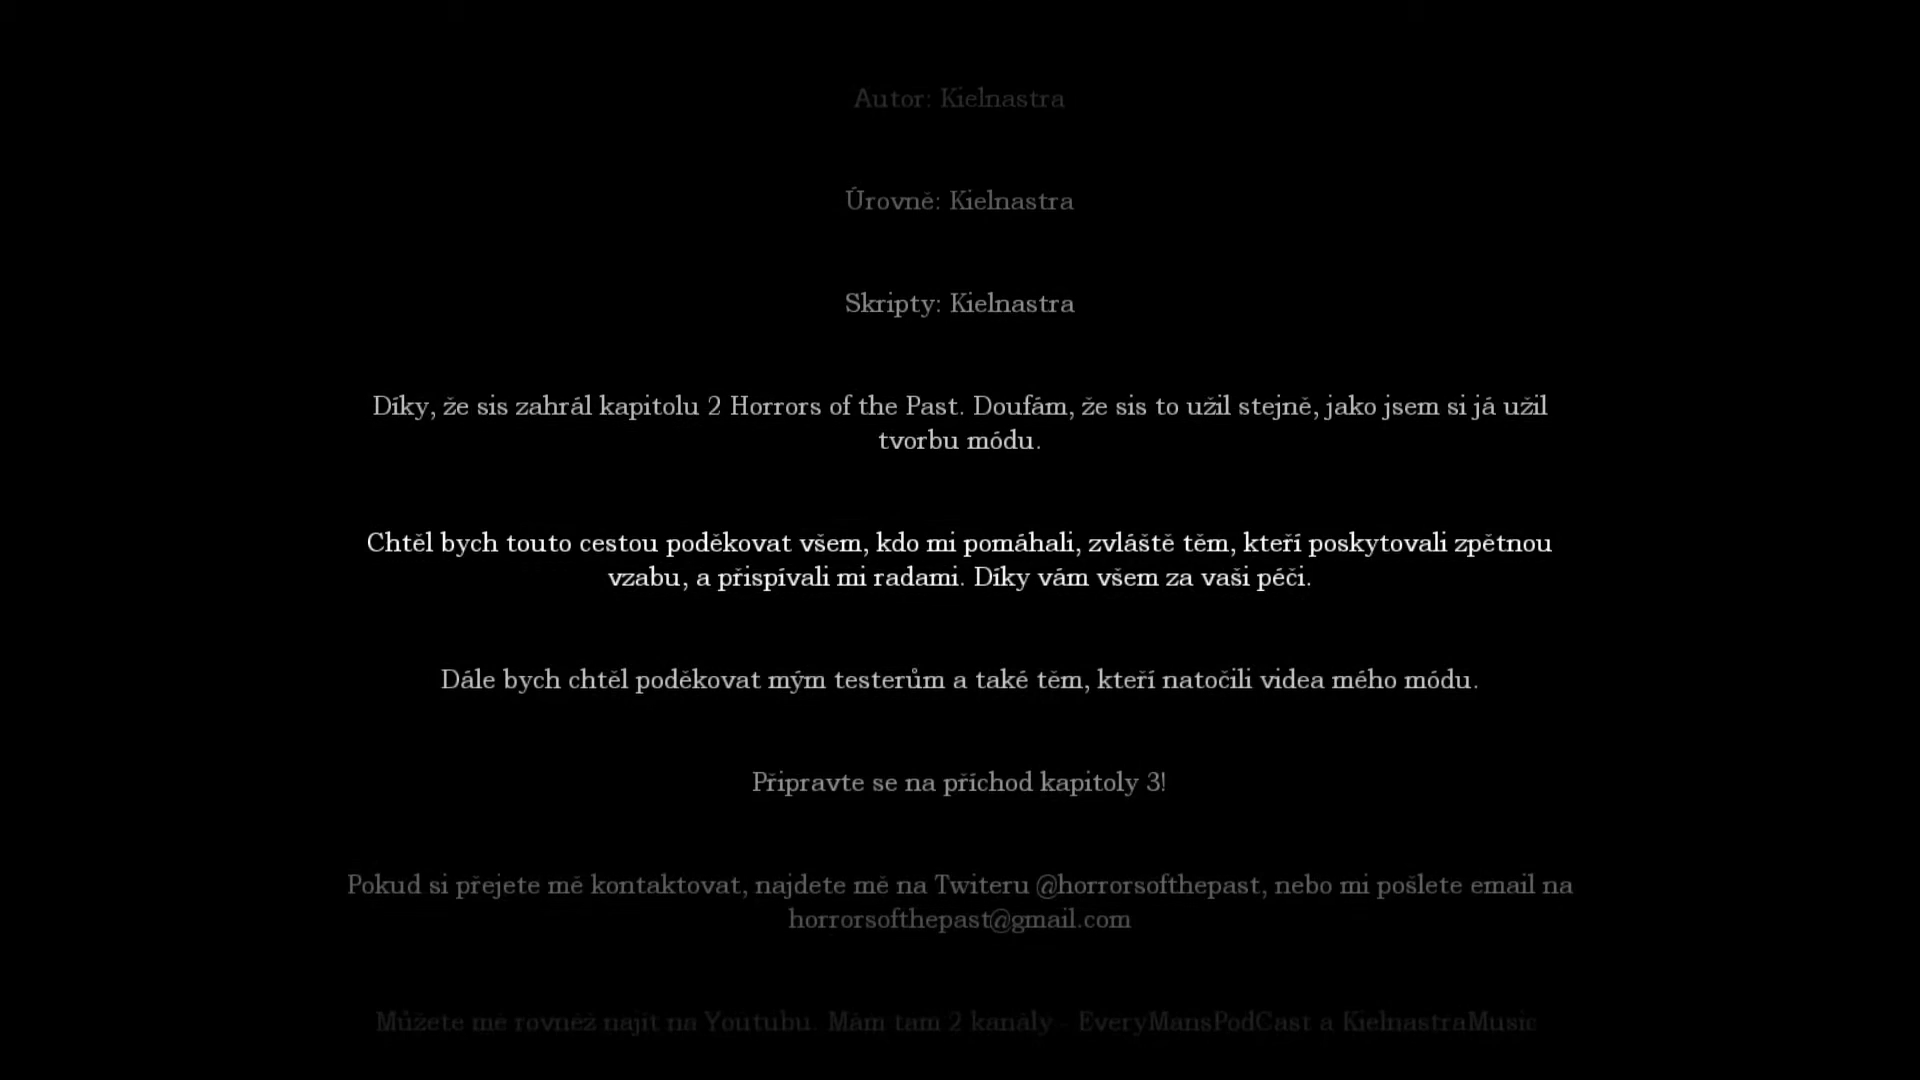 Autor: Kielnastra
Úrovně: Kielnastra
Skripty: Kielnastra
Díky, že sis zahrál kapitolu 2 Horrors of the Past. Doufám, že sis to užil stejně, jako jsem si já užil
tvorbu módu.
Chtěl bych touto cestou poděkovat všem, kdo mi pomáhali, zvláště těm, kteří poskytovali zpětnou
vzabu, a přispívali mi radami. Díky vám všem za vaši péči.
Dále bych chtěl poděkovat mým testerům a také těm, kteří natočili videa mého módu.
Připravte se na příchod kapitoly 3!
Pokud si přejete mě kontaktovat, najdete mě na Twiteru @horrorsofthepast, nebo mi pošlete email na
horrorsofthepast@gmail.com
Můžete mě rovněž najít na Youtubu. Mám tam 2 kanály - EveryMansPodCast a KielnastraMusic